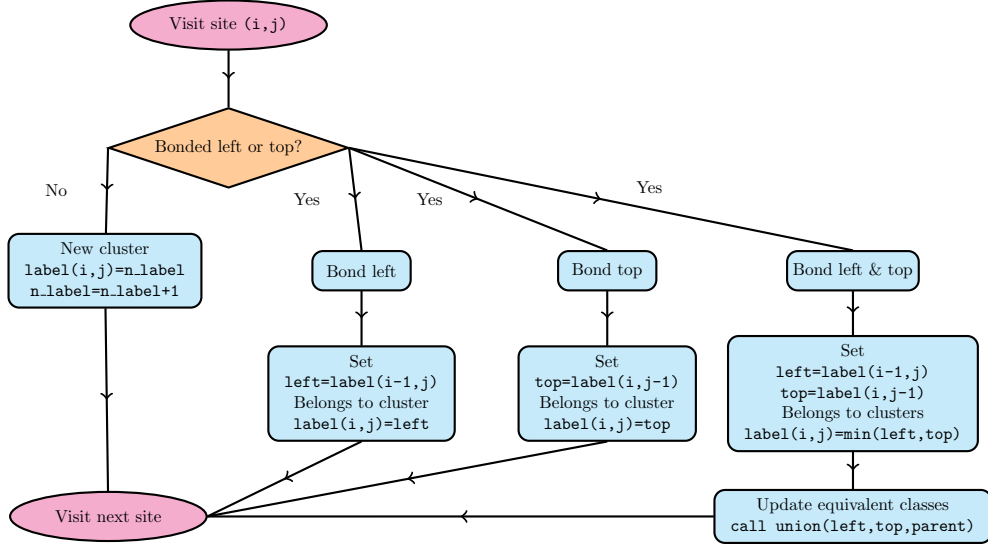 Visit site (i,j)
Bonded left or top?
No
Yes
Yes
Yes
New cluster
label(i,j)=n_label
n_label=n_label+1
Bond left
Bond top
Bond left & top
Set
left=label(i-1,j)
Belongs to cluster
label(i,j)=left
Set
top=label(i,j-1)
Belongs to cluster
label(i,j)=top
Set
left=label(i-1,j)
top=label(i,j-1)
Belongs to clusters
label(i,j)=min(left,top)
Update equivalent classes
call union(left,top,parent)
Visit next site